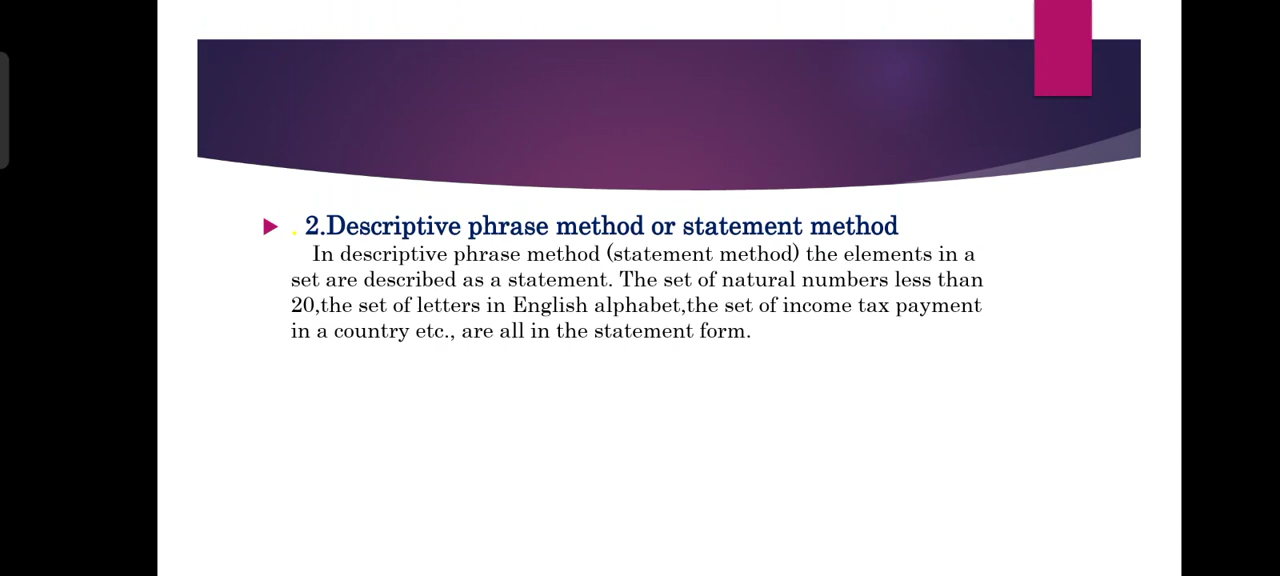 . 2.Descriptive phrase method or statement method
In descriptive phrase method (statement method) the elements in a
set are described as a statement. The set of natural numbers less than
20,the set of letters in English alphabet,the set of income tax payment
in a country etc., are all in the statement form.